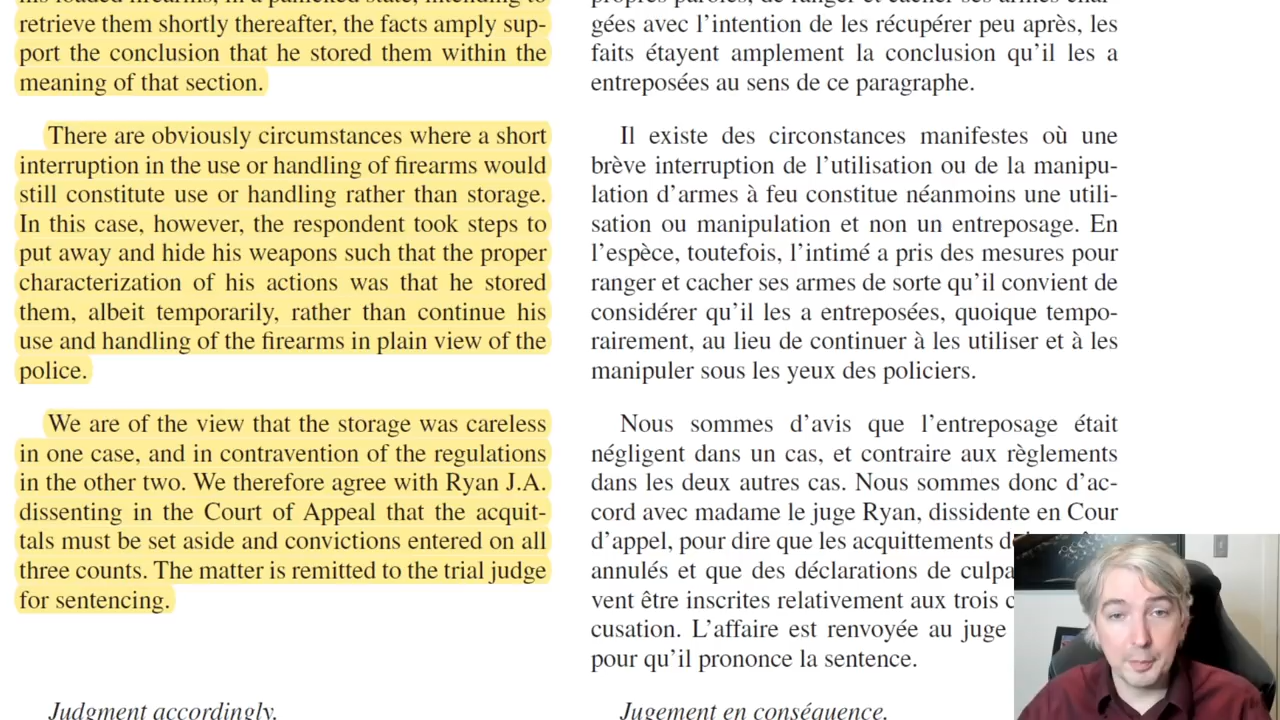 retrieve them shortly thereafter, the facts amply sup-
port the conclusion that he stored them within the
meaning of that section.
There are obviously circumstances where a short
interruption in the use or handling of firearms would
still constitute use or handling rather than storage.
In this case, however, the respondent took steps to
put away and hide his weapons such that the proper
characterization of his actions was that he stored
them, albeit temporarily, rather than continue his
use and handling of the firearms in plain view of the
police.
We are of the view that the storage was careless
in one case, and in contravention of the regulations
in the other two. We therefore agree with Ryan J.A.
dissenting in the Court of Appeal that the acquit-
tals must be set aside and convictions entered on all
three counts. The matter is remitted to the trial judge
for sentencing.
Judgment accordingly.
gées avec l'intention de les récupérer peu après, les
faits étayent amplement la conclusion qu'il les a
entreposées au sens de ce paragraphe.
Il existe des circonstances manifestes où une
brève interruption de l'utilisation ou de la manipu-
lation d'armes à feu constitue néanmoins une utili-
sation ou manipulation et non un entreposage. En
l'espèce, toutefois, l'intimé a pris des mesures pour
ranger et cacher ses armes de sorte qu'il convient de
considérer qu'il les a entreposées, quoique tempo-
rairement, au lieu de continuer à les utiliser et à les
manipuler sous les yeux des policiers.
Nous sommes d'avis que l'entreposage était
négligent dans un cas, et contraire aux règlements
dans les deux autres cas. Nous sommes donc d'ac-
cord avec madame le juge Ryan, dissidente en Cour
d'appel, pour dire que les acquittements
annulés et que des déclarations de
vent être inscrites relativement aux trois
cusation. L'affaire est renvoyée au juge
pour qu'il prononce la sentence.
Jugement en conséquence.